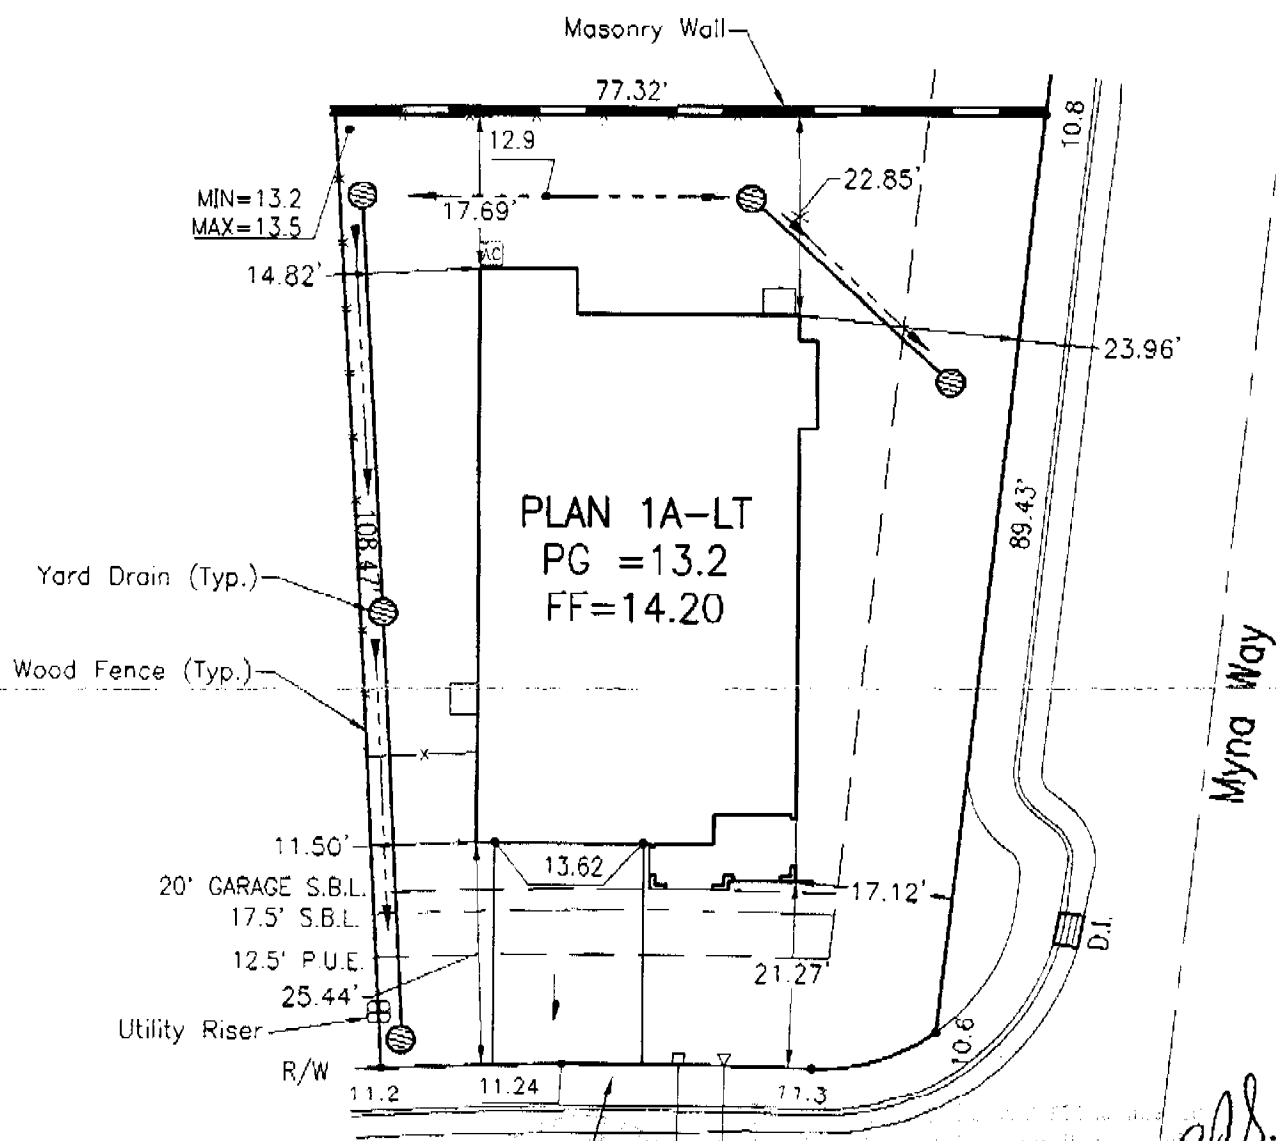 Masonry Wall
77.32'
10.8
12.9
22.85'
MIN=13.2
MAX=13.5
17.69'
AC
14.82'
23.96'
PLAN 1A-LT
PG =13.2
FF=14.20
89.43'
108.47'
Yard Drain (Typ.)
Wood Fence (Typ.)
Myna Way
x
11.50'
13.62
20' GARAGE S.B.L.
17.12'
17.5' S.B.L.
D.I.
12.5' P.U.E.
21.27'
25.44'
Utility Riser
10.6
R/W
11.2
11.24
11.3